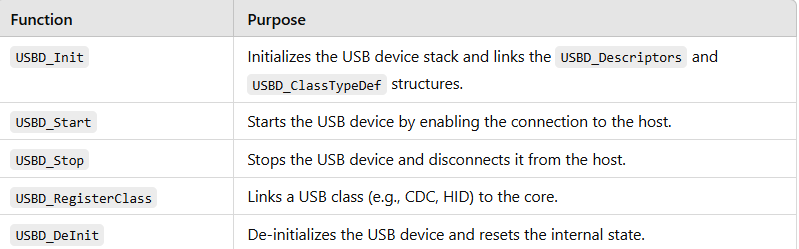 Function Purpose
USBD_Init Initializes the USB device stack and links the USBD_Descriptors and
USBD_ClassTypeDef structures.
USBD_Start Starts the USB device by enabling the connection to the host.
USBD_Stop Stops the USB device and disconnects it from the host.
USBD_RegisterClass Links a USB class (e.g., CDC, HID) to the core.
USBD_DeInit De-initializes the USB device and resets the internal state.